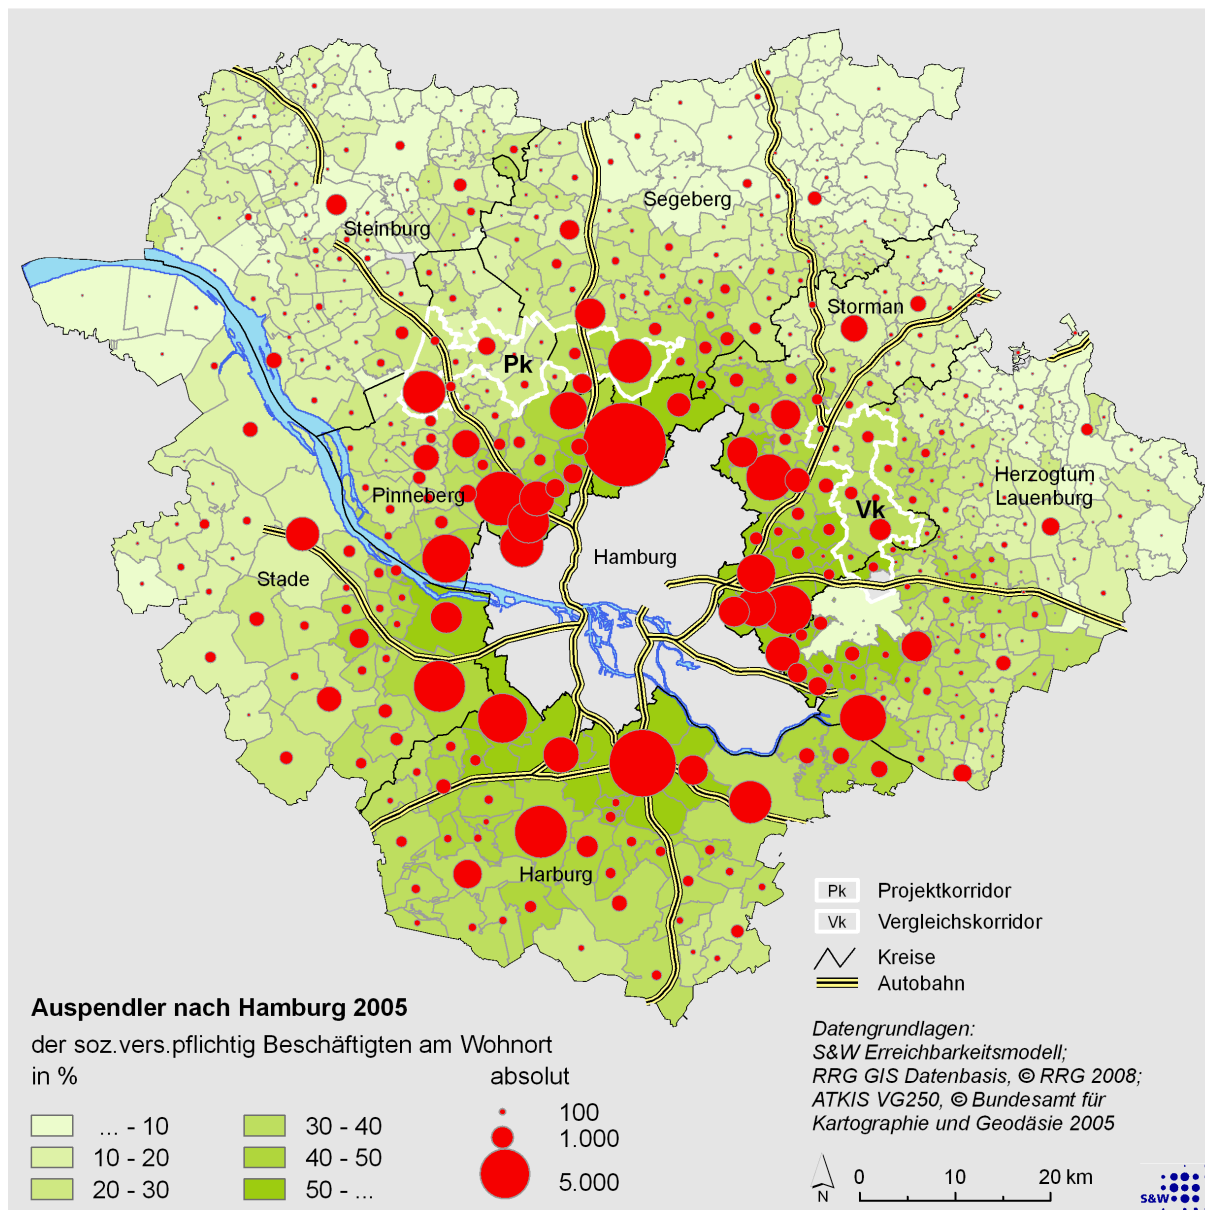 Segeberg
Steinburg
Storman
Pk
Herzogtum
Lauenburg
Pinneberg
Vk
Hamburg
Stade
Harburg
Pk Projektkorridor
Vk Vergleichskorridor
Kreise
Autobahn
Auspendler nach Hamburg 2005
der soz.vers.pflichtig Beschäftigten am Wohnort
in %
absolut
... - 10
10 - 20
20 - 30
30 - 40
40 - 50
50 - ...
100
1.000
5.000
Datengrundlagen:
S&W Erreichbarkeitsmodell;
RRG GIS Datenbasis, © RRG 2008;
ATKIS VG250, © Bundesamt für
Kartographie und Geodäsie 2005
N
0 10 20 km
S&W